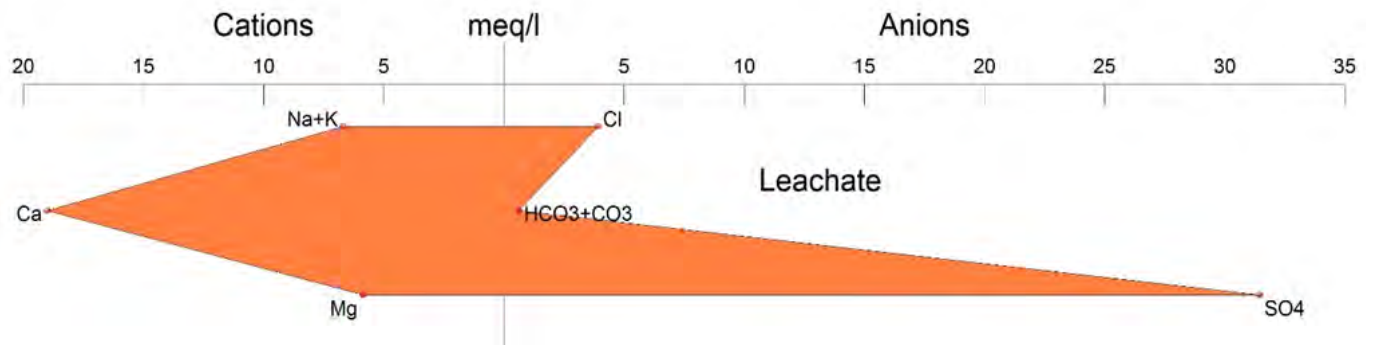 Cations meq/l Anions
20 15 10 5 5 10 15 20 25 30 35
Na+K Cl
Leachate
Ca HCO3+CO3
Mg SO4